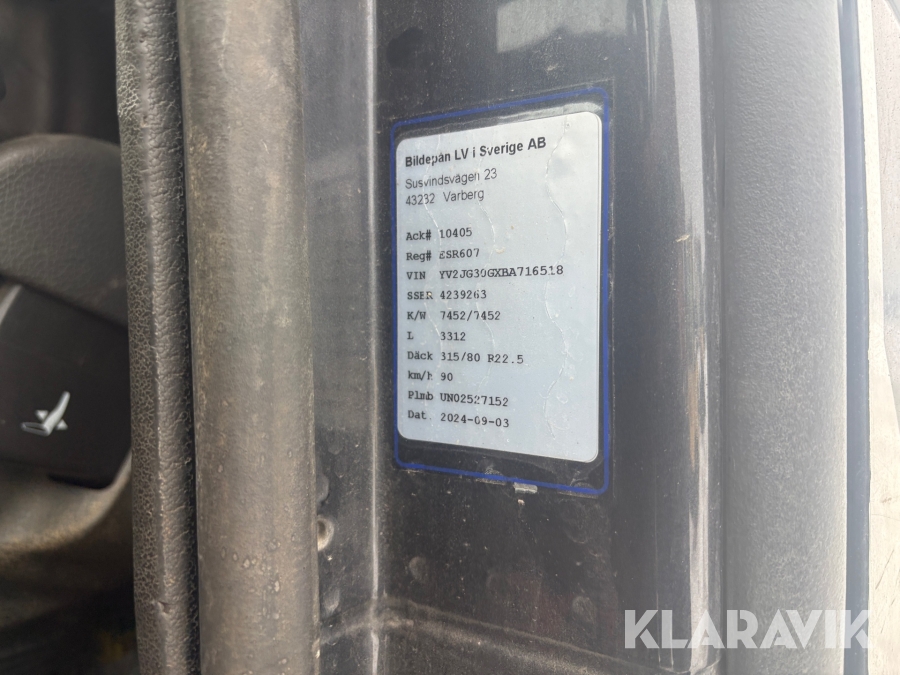 Bildepån LV i Sverige AB
Susvindsvägen 23
43232 Varberg
Ack# 10405
Reg# ESR607
VIN YV2JG30GXBA716518
SSER 4239263
K/W 7452/7452
L 3312
Däck 315/80 R22.5
km/h 90
Plmb UN02527152
Dat. 2024-09-03
KLARAVIK